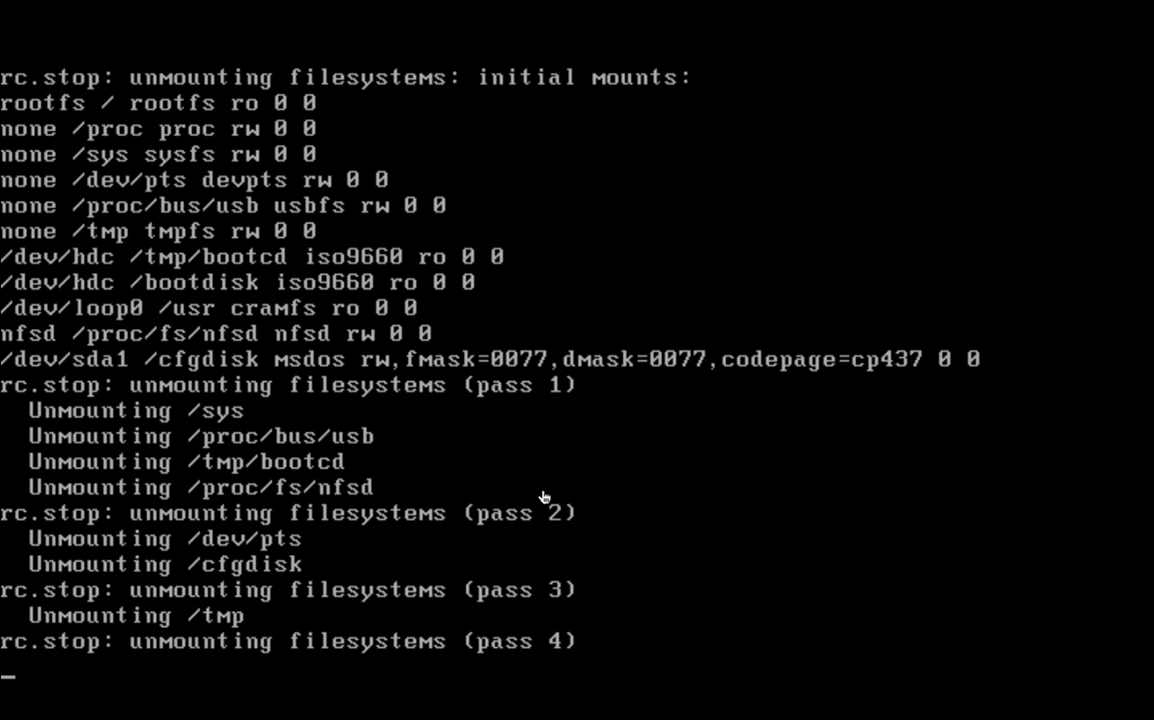 rc.stop: unmounting filesystems: initial mounts:
rootfs / rootfs ro 0 0
none /proc proc rw 0 0
none /sys sysfs rw 0 0
none /dev/pts devpts rw 0 0
none /proc/bus/usb usbfs rw 0 0
none /tmp tmpfs rw 0 0
/dev/hdc /tmp/bootcd iso9660 ro 0 0
/dev/hdc /bootdisk iso9660 ro 0 0
/dev/loop0 /usr cramfs ro 0 0
nfsd /proc/fs/nfsd nfsd rw 0 0
/dev/sda1 /cfgdisk msdos rw,fmask=0077,dmask=0077,codepage=cp437 0 0
rc.stop: unmounting filesystems (pass 1)
  Unmounting /sys
  Unmounting /proc/bus/usb
  Unmounting /tmp/bootcd
  Unmounting /proc/fs/nfsd
rc.stop: unmounting filesystems (pass 2)
  Unmounting /dev/pts
  Unmounting /cfgdisk
rc.stop: unmounting filesystems (pass 3)
  Unmounting /tmp
rc.stop: unmounting filesystems (pass 4)